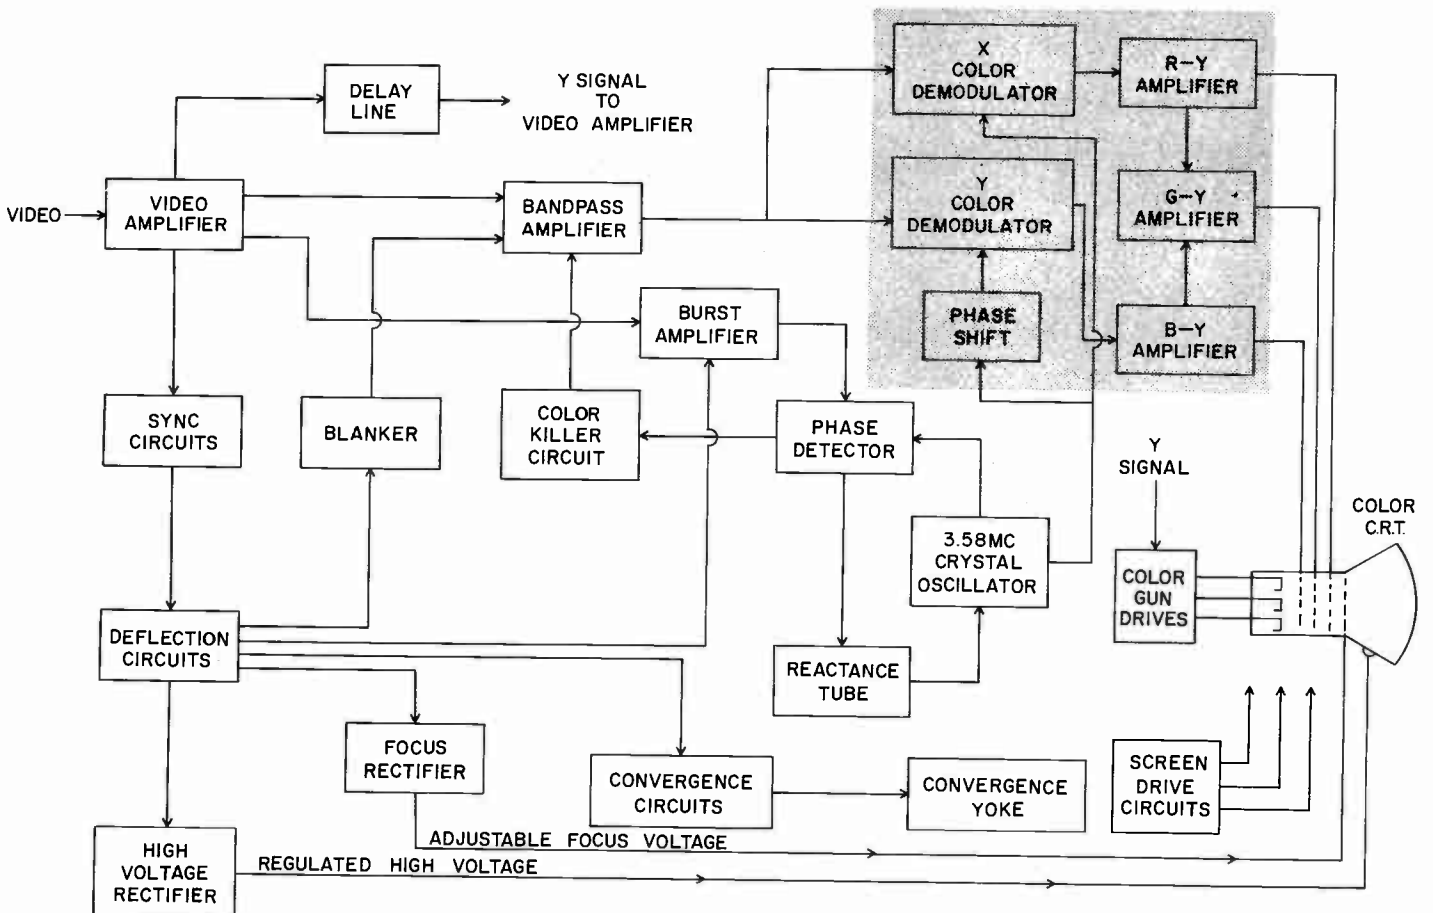 X
COLOR
DEMODULATOR
R-Y
AMPLIFIER
DELAY
LINE
Y SIGNAL
TO
VIDEO AMPLIFIER
VIDEO
VIDEO
AMPLIFIER
BANDPASS
AMPLIFIER
Y
COLOR
DEMODULATOR
G-Y
AMPLIFIER
BURST
AMPLIFIER
PHASE
SHIFT
B-Y
AMPLIFIER
SYNC
CIRCUITS
BLANKER
COLOR
KILLER
CIRCUIT
PHASE
DETECTOR
Y
SIGNAL
COLOR
C.R.T.
3.58MC
CRYSTAL
OSCILLATOR
COLOR
GUN
DRIVES
DEFLECTION
CIRCUITS
REACTANCE
TUBE
FOCUS
RECTIFIER
CONVERGENCE
CIRCUITS
CONVERGENCE
YOKE
SCREEN
DRIVE
CIRCUITS
HIGH
VOLTAGE
RECTIFIER
ADJUSTABLE FOCUS VOLTAGE
REGULATED HIGH VOLTAGE